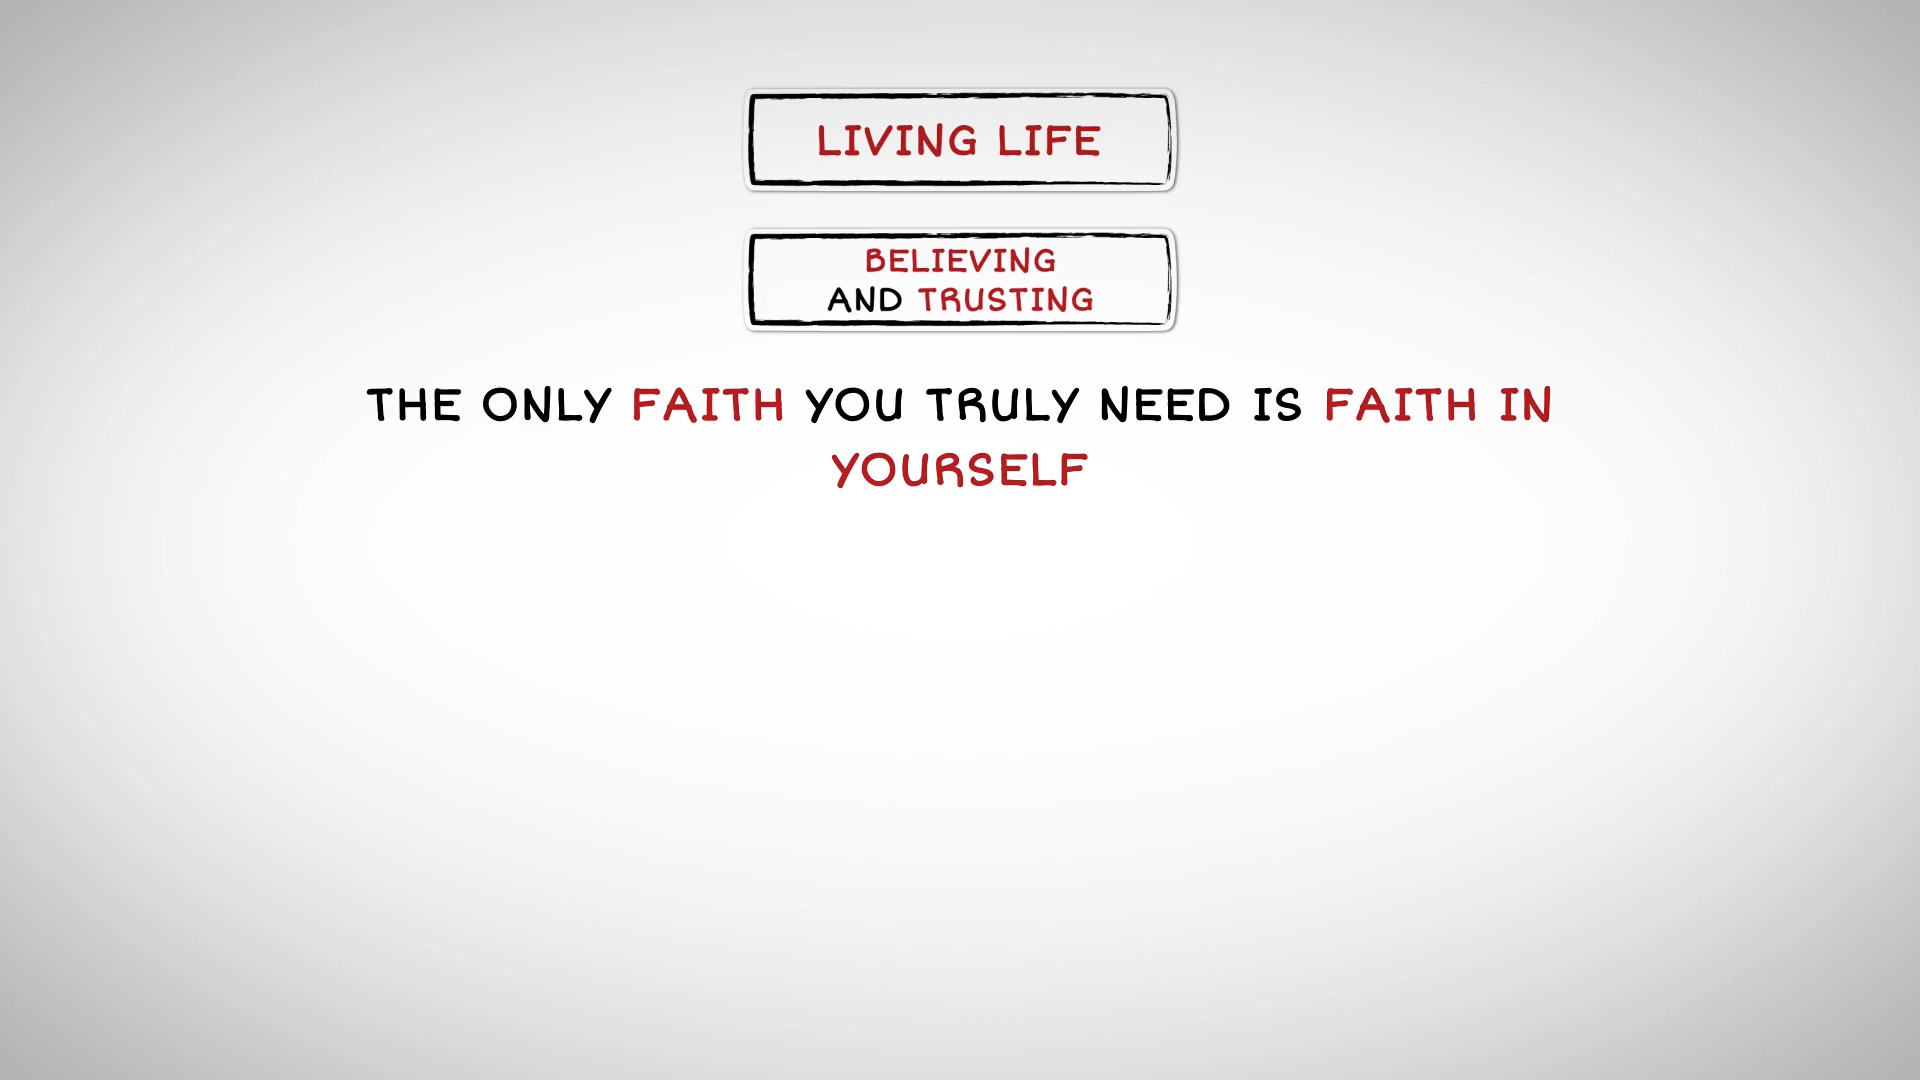 LIVING LIFE
BELIEVING
AND TRUSTING
THE ONLY FAITH YOU TRULY NEED IS FAITH IN
YOURSELF